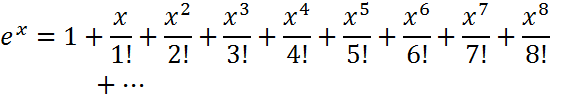 e^x = 1 + x/1! + x^2/2! + x^3/3! + x^4/4! + x^5/5! + x^6/6! + x^7/7! + x^8/8!
+ ⋯